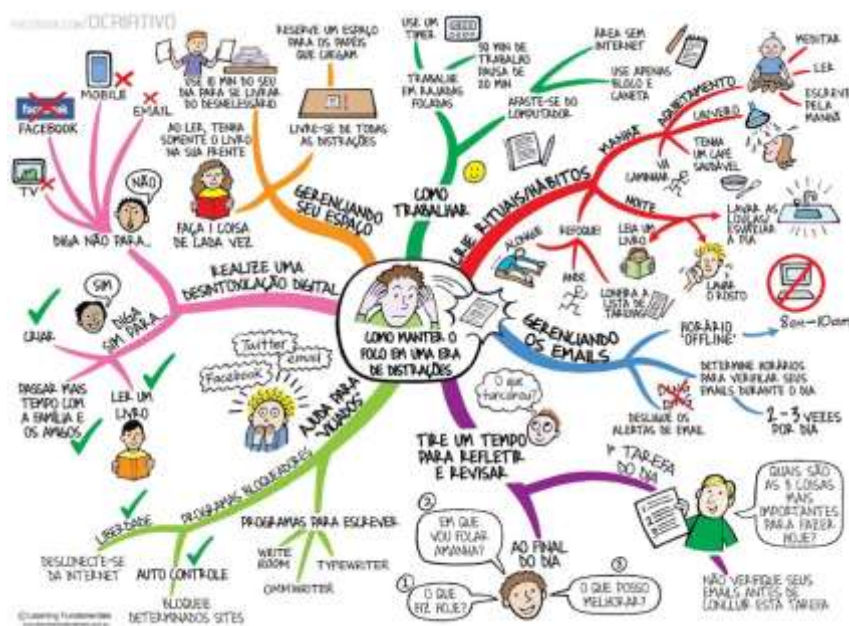 FACEBOOK.COM/OCRIATIVO
MOBILE
FACEBOOK
EMAIL
TV
NÃO
DIGA NÃO PARA...
REALIZE UMA
DESINTOXICAÇÃO DIGITAL
SIM
DIGA
SIM PARA...
CRIAR
PASSAR MAIS
TEMPO COM
A FAMÍLIA E
OS AMIGOS
LER UM
LIVRO
USE 10 MIN DO SEU
DIA PARA SE LIVRAR
DO DESNECESSÁRIO
RESERVE UM ESPAÇO
PARA OS PAPÉIS
QUE CHEGAM
LIVRE-SE DE TODAS
AS DISTRAÇÕES
AO LER, TENHA
SOMENTE O LIVRO
NA SUA FRENTE
FAÇA 1 COISA
DE CADA VEZ
GERENCIANDO
SEU ESPAÇO
USE UM
TIMER
TRABALHE
EM RAJADAS
FOCADAS
90 MIN DE
TRABALHO
PAUSA DE
20 MIN
ÁREA SEM
INTERNET
USE APENAS
BLOCO E
CANETA
AFASTE-SE DO
COMPUTADOR
COMO
TRABALHAR
CRIE RITUAIS/HÁBITOS
MANHÃ
AQUIETAMENTO
MEDITAR
LER
ESCREVE
PELA
MANHÃ
CHUVEIRO
TENHA
UM CAFÉ
SAUDÁVEL
VÁ
CAMINHAR
NOITE
LAVAR AS
A PIA
LEIA UM
LIVRO
LAVAR
O ROSTO
REFOQUE!
ALONGUE
ANDE
CONFIRA A
LISTA DE
TAREFAS
COMO MANTER O
FOCO EM UMA ERA
DE DISTRAÇÕES
GERENCIANDO
OS EMAILS
HORÁRIO
"OFFLINE"
8am-10am
DETERMINE HORÁRIOS
PARA VERIFICAR SEUS
EMAILS DURANTE O DIA
2-3 VEZES
POR DIA
DING
DING
DESLIGUE OS
ALERTAS DE EMAIL
Twitter
email
Facebook
AJUDA PARA
VICIADOS
PROGRAMAS BLOQUEADORES
LIBERDADE
DESCONECTE-SE
DA INTERNET
AUTO CONTROLE
BLOQUEIE
DETERMINADOS SITES
PROGRAMAS PARA ESCREVER
WRITE
ROOM
OMMWRITER
TYPEWRITER
O que
funcionou?
TIRE UM TEMPO
PARA REFLETIR
E REVISAR
1ª TAREFA
DO DIA
QUAIS SÃO
AS 3 COISAS
MAIS
IMPORTANTES
PARA FAZER
HOJE?
NÃO VERIFIQUE SEUS
EMAILS ANTES DE
CONCLUIR ESTA TAREFA
AO FINAL
DO DIA
2
EM QUE
VOU FOCAR
AMANHÃ?
1
O QUE
FIZ HOJE?
3
O QUE POSSO
MELHORAR?
© Learning Fundamentals